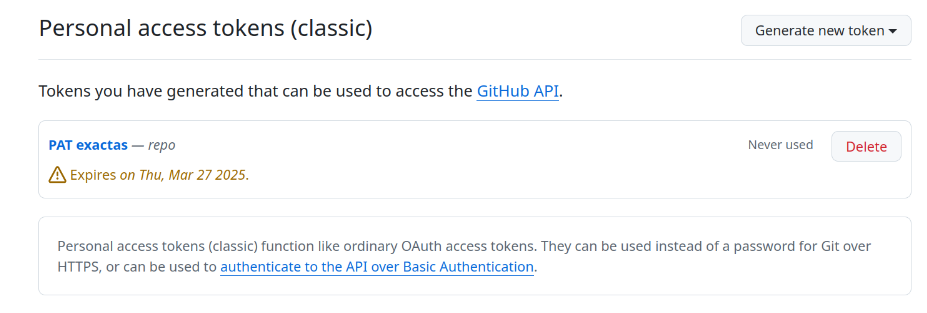 Personal access tokens (classic)
Generate new token
Tokens you have generated that can be used to access the GitHub API.
PAT exactas — repo
Never used
Delete
Expires on Thu, Mar 27 2025.
Personal access tokens (classic) function like ordinary OAuth access tokens. They can be used instead of a password for Git over
HTTPS, or can be used to authenticate to the API over Basic Authentication.